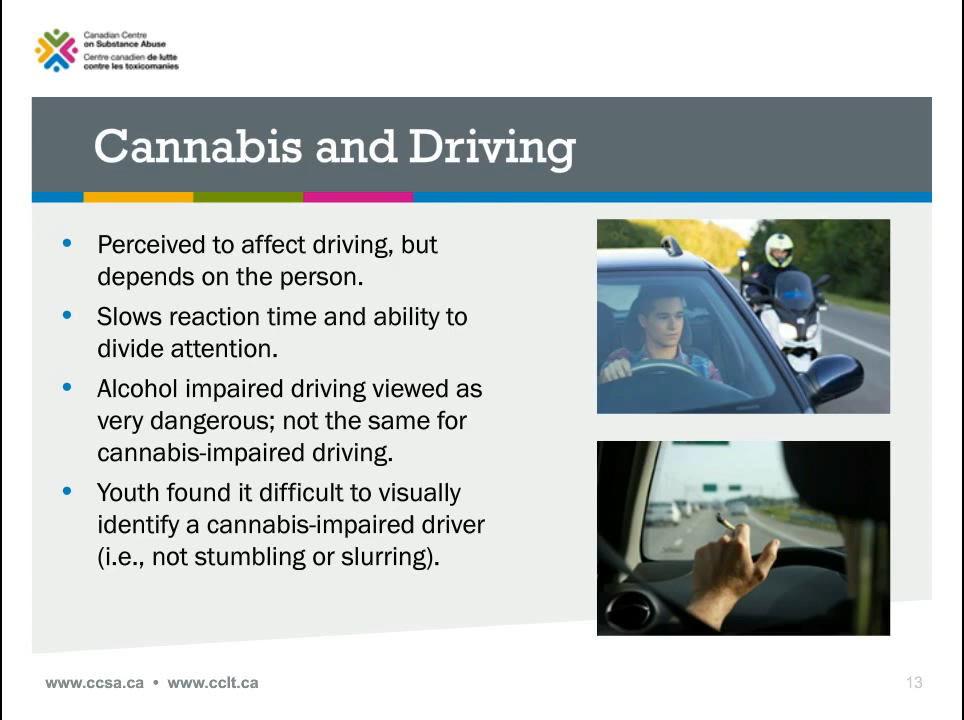 Canadian Centre
on Substance Abuse
Centre canadien de lutte
contre les toxicomanies
Cannabis and Driving
• Perceived to affect driving, but
depends on the person.
• Slows reaction time and ability to
divide attention.
• Alcohol impaired driving viewed as
very dangerous; not the same for
cannabis-impaired driving.
• Youth found it difficult to visually
identify a cannabis-impaired driver
(i.e., not stumbling or slurring).
www.ccsa.ca • www.cclt.ca
13